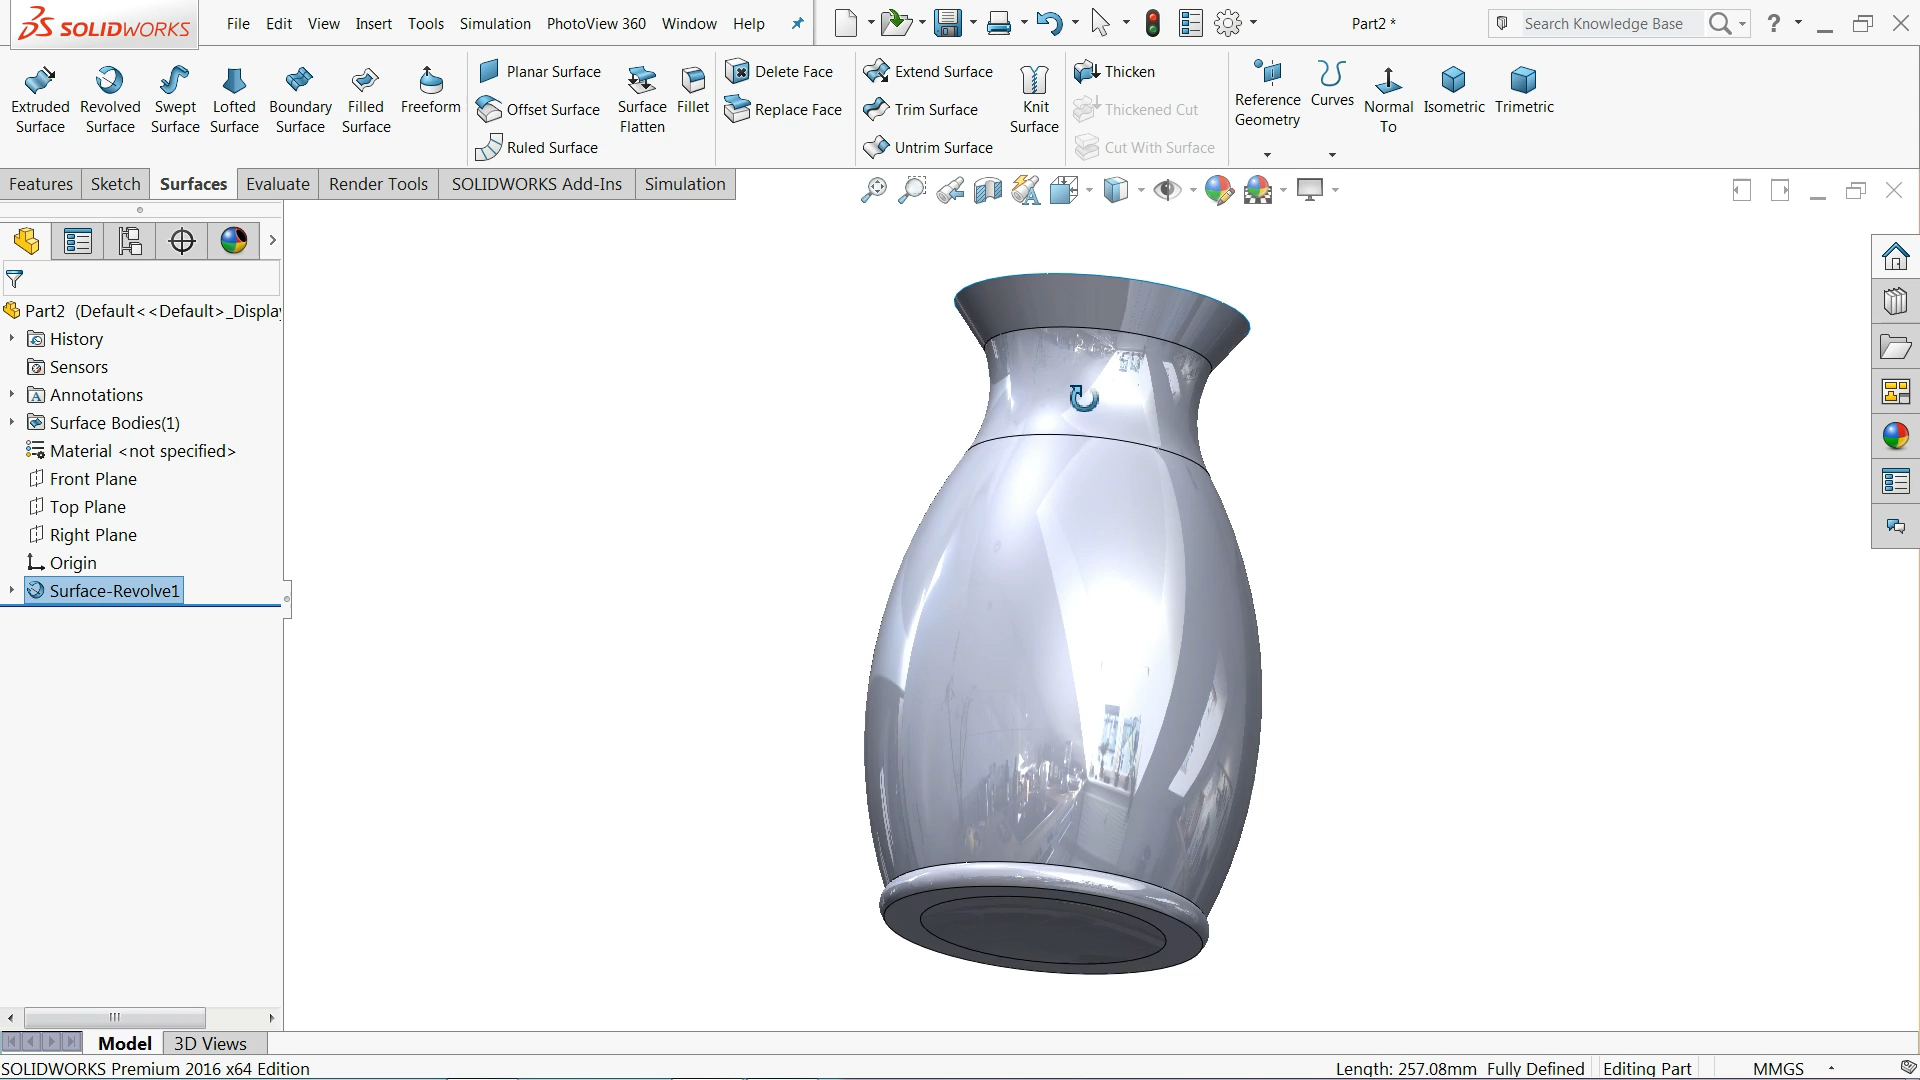 SOLIDWORKS File Edit View Insert Tools Simulation PhotoView 360 Window Help Part2 * Search Knowledge Base ?
Extruded Surface
Revolved Surface
Swept Surface
Lofted Surface
Boundary Surface
Filled Surface
Freeform
Planar Surface
Offset Surface
Ruled Surface
Surface Flatten
Fillet
Delete Face
Replace Face
Extend Surface
Trim Surface
Untrim Surface
Knit Surface
Thicken
Thickened Cut
Cut With Surface
Reference Geometry
Curves
Normal To
Isometric
Trimetric
Features Sketch Surfaces Evaluate Render Tools SOLIDWORKS Add-Ins Simulation
Part2 (Default<<Default>_Displa
History
Sensors
Annotations
Surface Bodies(1)
Material <not specified>
Front Plane
Top Plane
Right Plane
Origin
Surface-Revolve1
Model 3D Views
SOLIDWORKS Premium 2016 x64 Edition Length: 257.08mm Fully Defined Editing Part MMGS